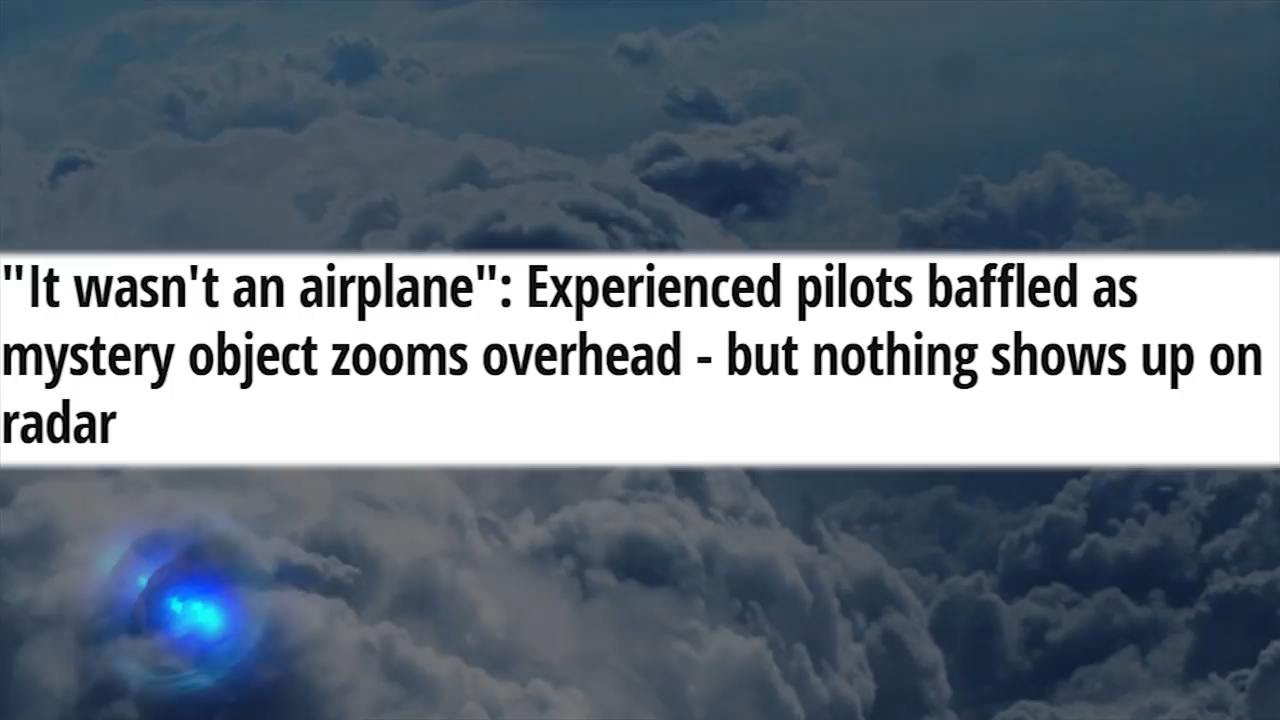 "It wasn't an airplane": Experienced pilots baffled as
mystery object zooms overhead - but nothing shows up on
radar